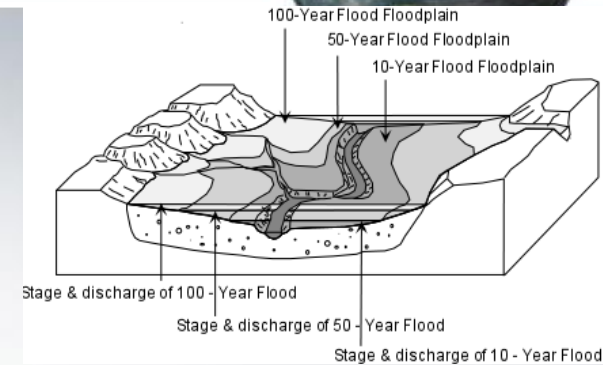 100-Year Flood Floodplain
50-Year Flood Floodplain
10-Year Flood Floodplain
Stage & discharge of 100 - Year Flood
Stage & discharge of 50 - Year Flood
Stage & discharge of 10 - Year Flood